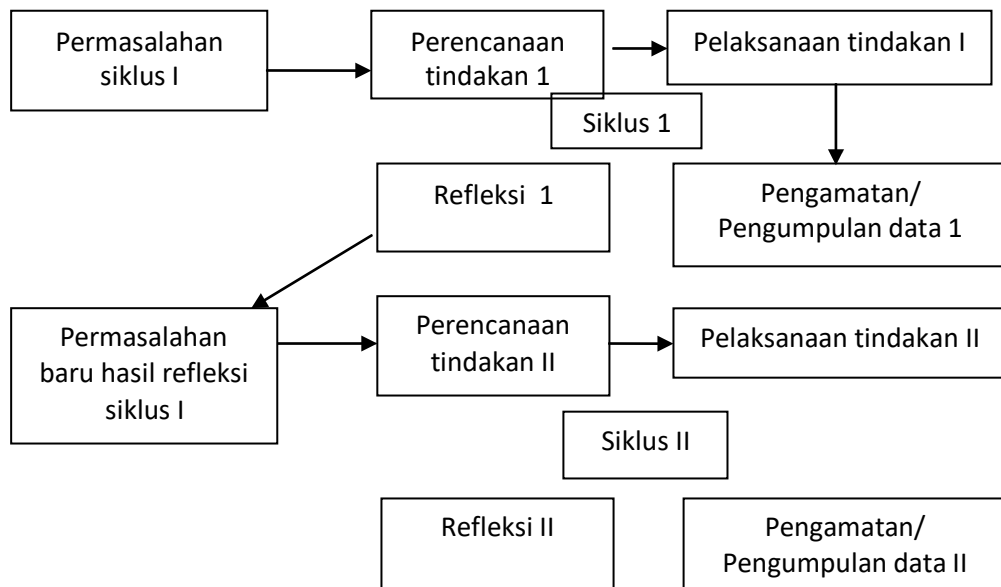 Permasalahan
siklus I
Perencanaan
tindakan 1
Pelaksanaan tindakan I
Siklus 1
Refleksi 1
Pengamatan/
Pengumpulan data 1
Permasalahan
baru hasil refleksi
siklus I
Perencanaan
tindakan II
Pelaksanaan tindakan II
Siklus II
Refleksi II
Pengamatan/
Pengumpulan data II